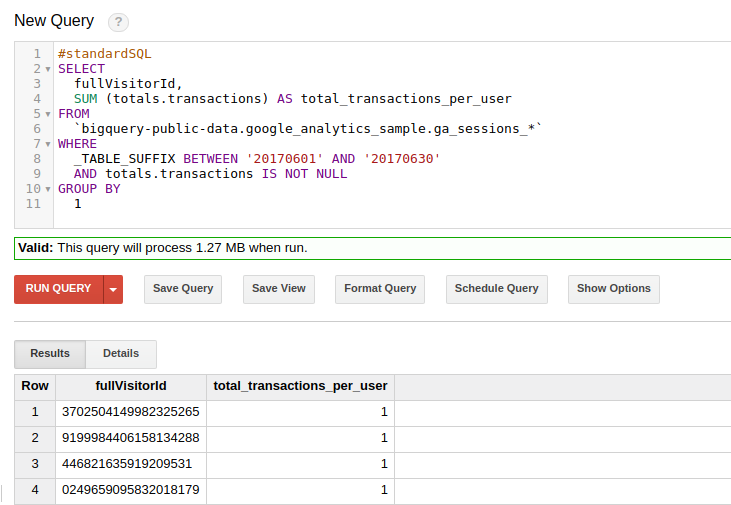 New Query ?
1 #standardSQL
2 SELECT
3 fullVisitorId,
4 SUM (totals.transactions) AS total_transactions_per_user
5 FROM
6 `bigquery-public-data.google_analytics_sample.ga_sessions_*`
7 WHERE
8 _TABLE_SUFFIX BETWEEN '20170601' AND '20170630'
9 AND totals.transactions IS NOT NULL
10 GROUP BY
11 1
Valid: This query will process 1.27 MB when run.
RUN QUERY Save Query Save View Format Query Schedule Query Show Options
Results Details
Row fullVisitorId total_transactions_per_user
1 3702504149982325265 1
2 9199984406158134288 1
3 446821635919209531 1
4 0249659095832018179 1